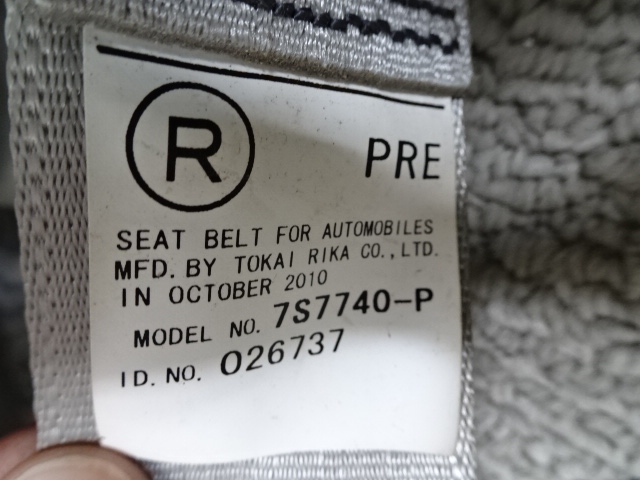 R PRE
SEAT BELT FOR AUTOMOBILES
MFD. BY TOKAI RIKA CO., LTD.
IN OCTOBER 2010
MODEL NO. 7S7740-P
ID. NO. 026737